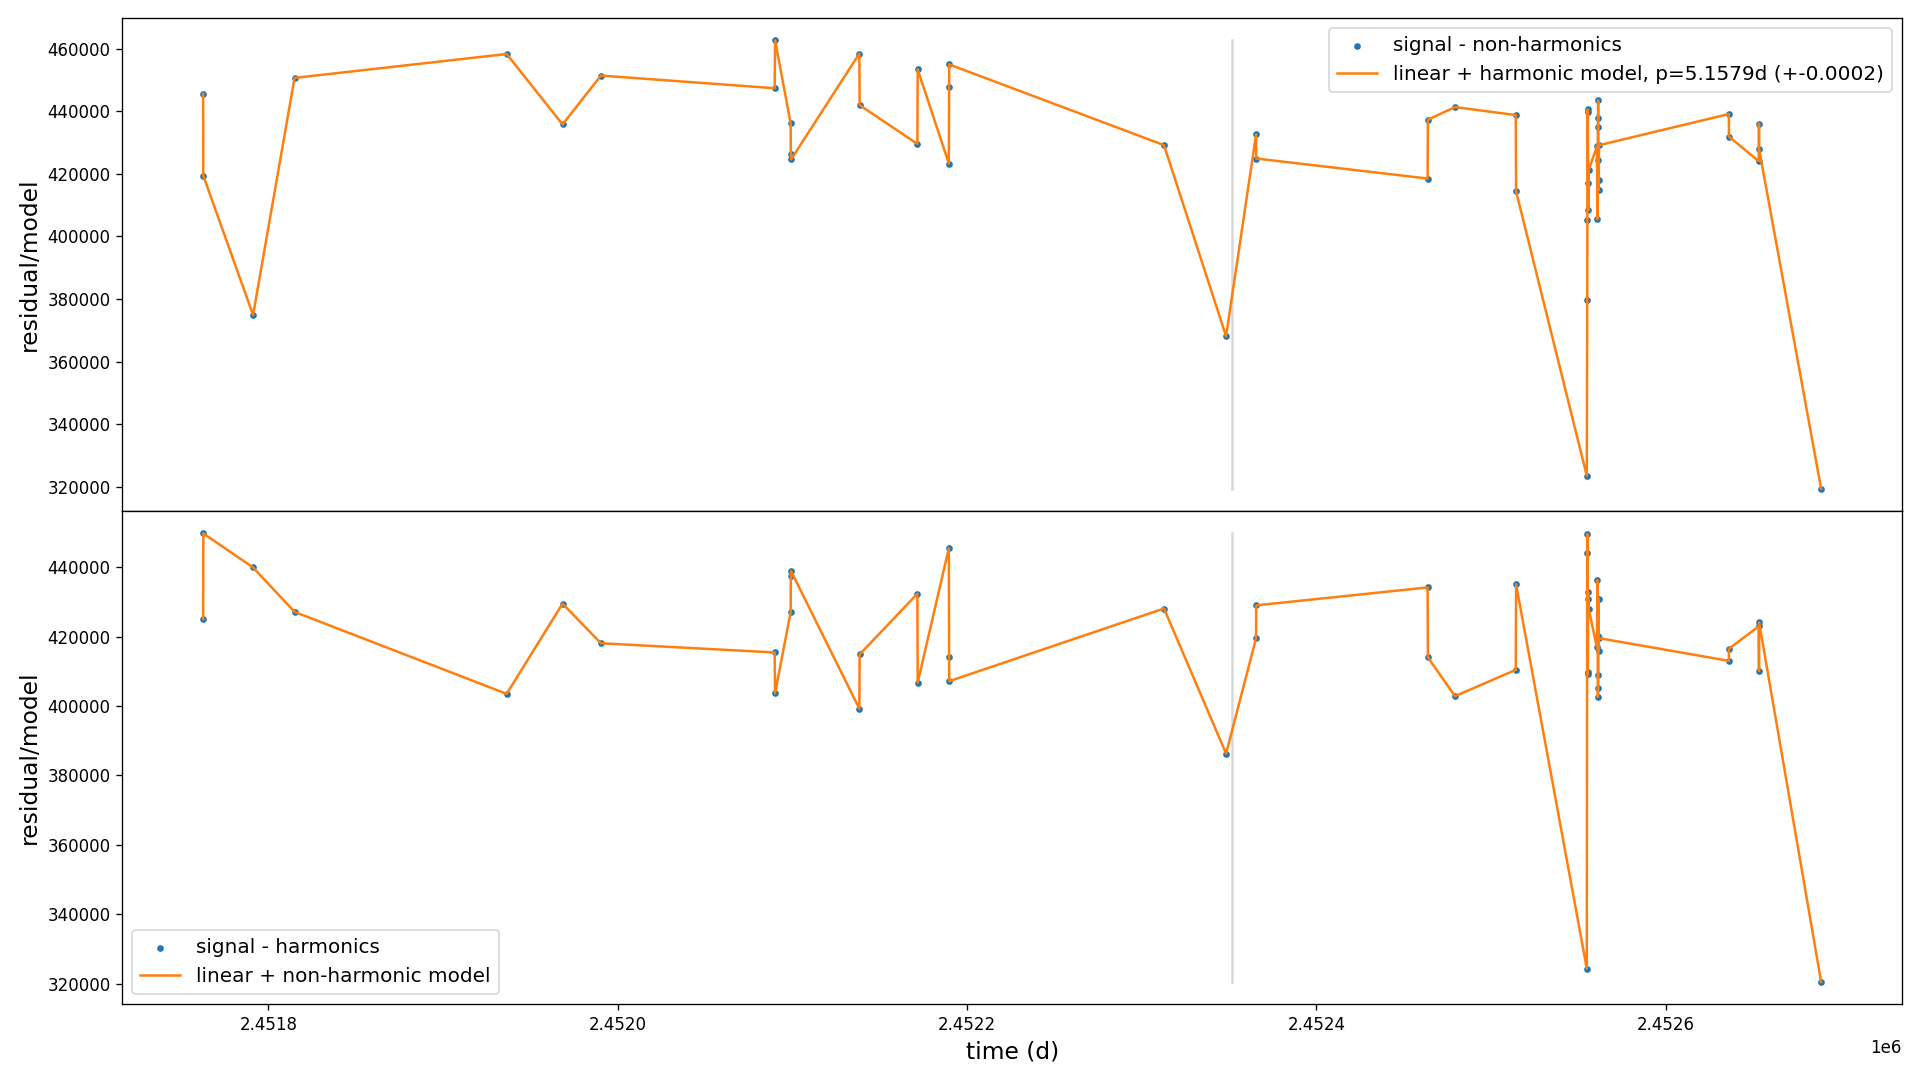 460000
440000
420000
400000
380000
360000
340000
320000
residual/model
signal - non-harmonics
linear + harmonic model, p=5.1579d (+-0.0002)
440000
420000
400000
380000
360000
340000
320000
residual/model
signal - harmonics
linear + non-harmonic model
2.4518
2.4520
2.4522
2.4524
2.4526
1e6
time (d)